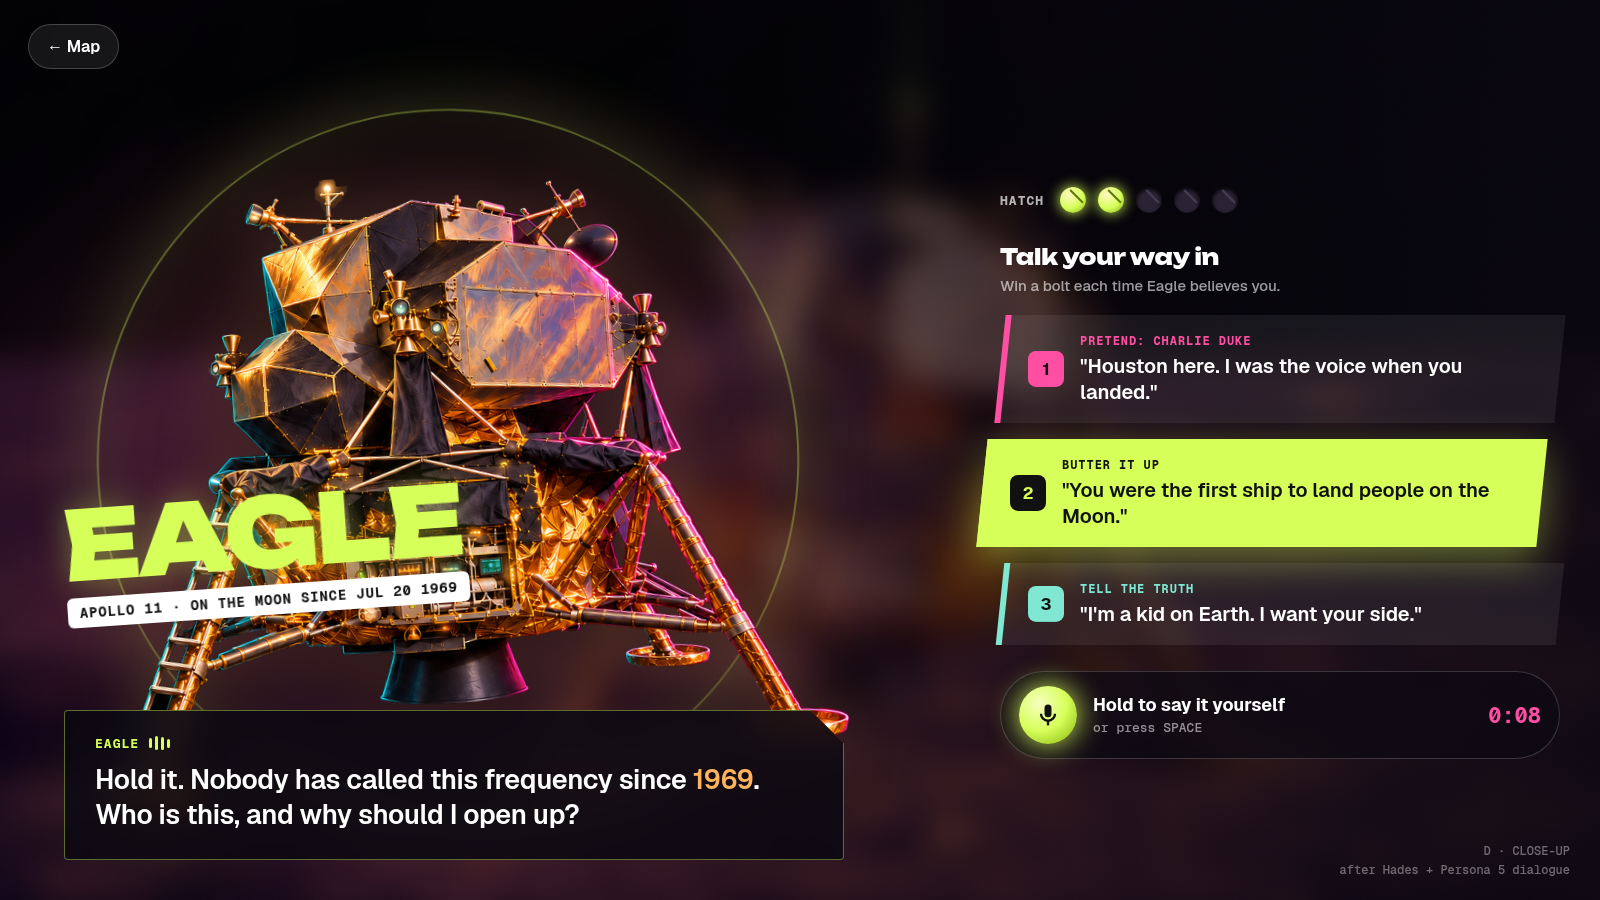 ← Map
HATCH
Talk your way in
Win a bolt each time Eagle believes you.
PRETEND: CHARLIE DUKE
1
"Houston here. I was the voice when you
landed."
BUTTER IT UP
2
"You were the first ship to land people on the
Moon."
TELL THE TRUTH
3
"I'm a kid on Earth. I want your side."
Hold to say it yourself
or press SPACE
0:08
EAGLE
APOLLO 11 · ON THE MOON SINCE JUL 20 1969
EAGLE
Hold it. Nobody has called this frequency since 1969.
Who is this, and why should I open up?
D · CLOSE-UP
after Hades + Persona 5 dialogue